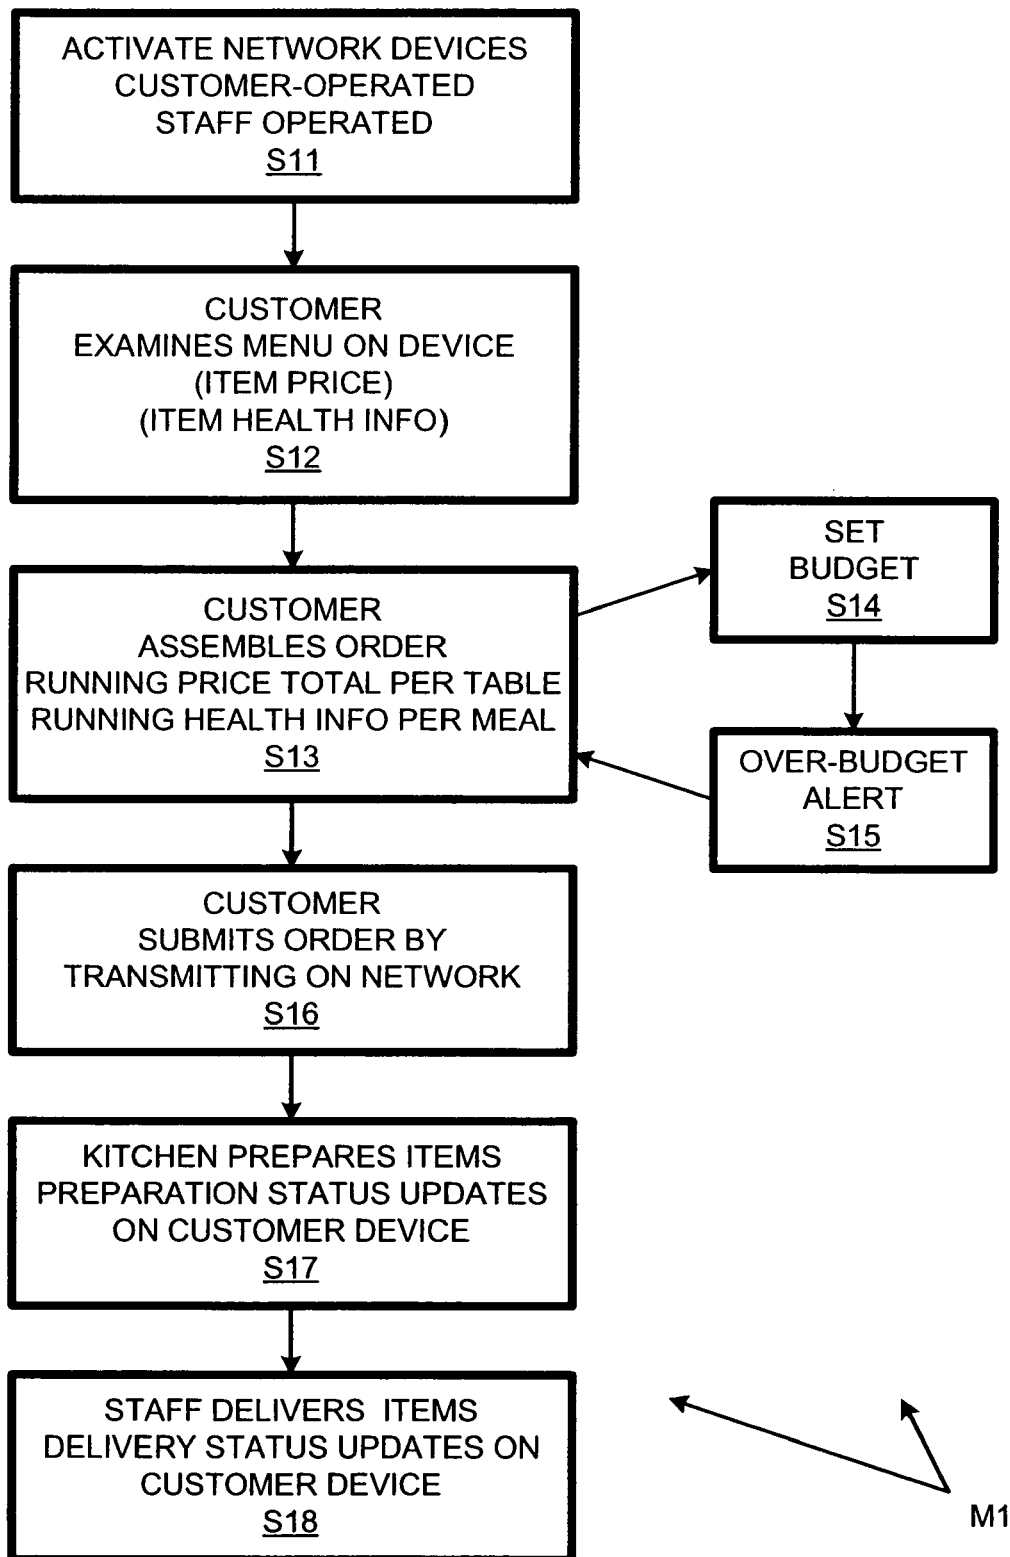 ACTIVATE NETWORK DEVICES
CUSTOMER-OPERATED
STAFF OPERATED
S11
CUSTOMER
EXAMINES MENU ON DEVICE
(ITEM PRICE)
(ITEM HEALTH INFO)
S12
CUSTOMER
ASSEMBLES ORDER
RUNNING PRICE TOTAL PER TABLE
RUNNING HEALTH INFO PER MEAL
S13
SET
BUDGET
S14
OVER-BUDGET
ALERT
S15
CUSTOMER
SUBMITS ORDER BY
TRANSMITTING ON NETWORK
S16
KITCHEN PREPARES ITEMS
PREPARATION STATUS UPDATES
ON CUSTOMER DEVICE
S17
STAFF DELIVERS ITEMS
DELIVERY STATUS UPDATES ON
CUSTOMER DEVICE
S18
M1